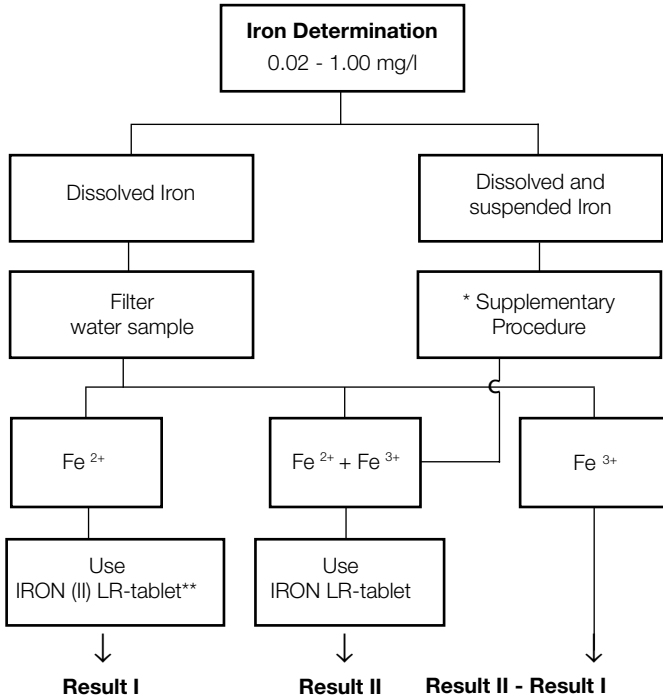 Iron Determination
0.02 - 1.00 mg/l
Dissolved Iron
Dissolved and
suspended Iron
Filter
water sample
* Supplementary
Procedure
Fe 2+
Fe 2+ + Fe 3+
Fe 3+
Use
IRON (II) LR-tablet**
Use
IRON LR-tablet
Result I
Result II
Result II - Result I